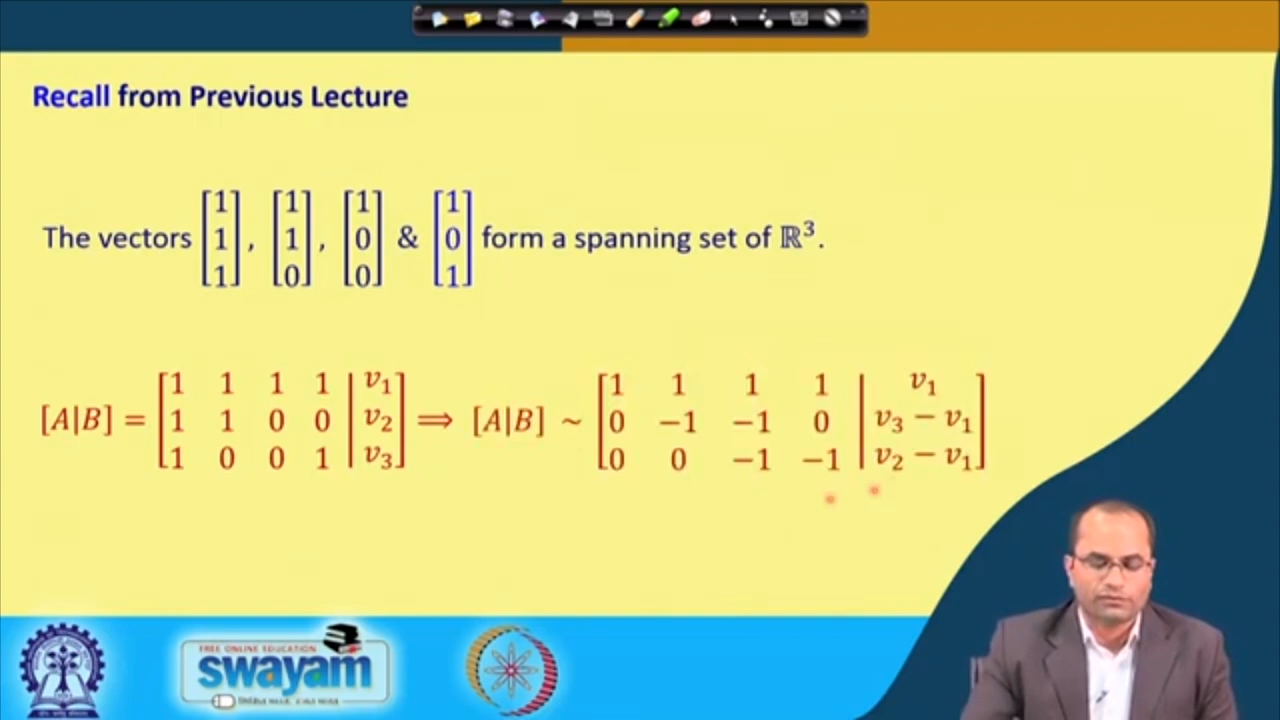 Recall from Previous Lecture
The vectors [1 1 1], [1 1 0], [1 0 0] & [1 0 1] form a spanning set of ℝ³.
[A|B] = [1 1 1 1 | v₁; 1 1 0 0 | v₂; 1 0 0 1 | v₃] ⟹ [A|B] ~ [1 1 1 1 | v₁; 0 −1 −1 0 | v₃ − v₁; 0 0 −1 −1 | v₂ − v₁]
FREE ONLINE EDUCATION
swayam